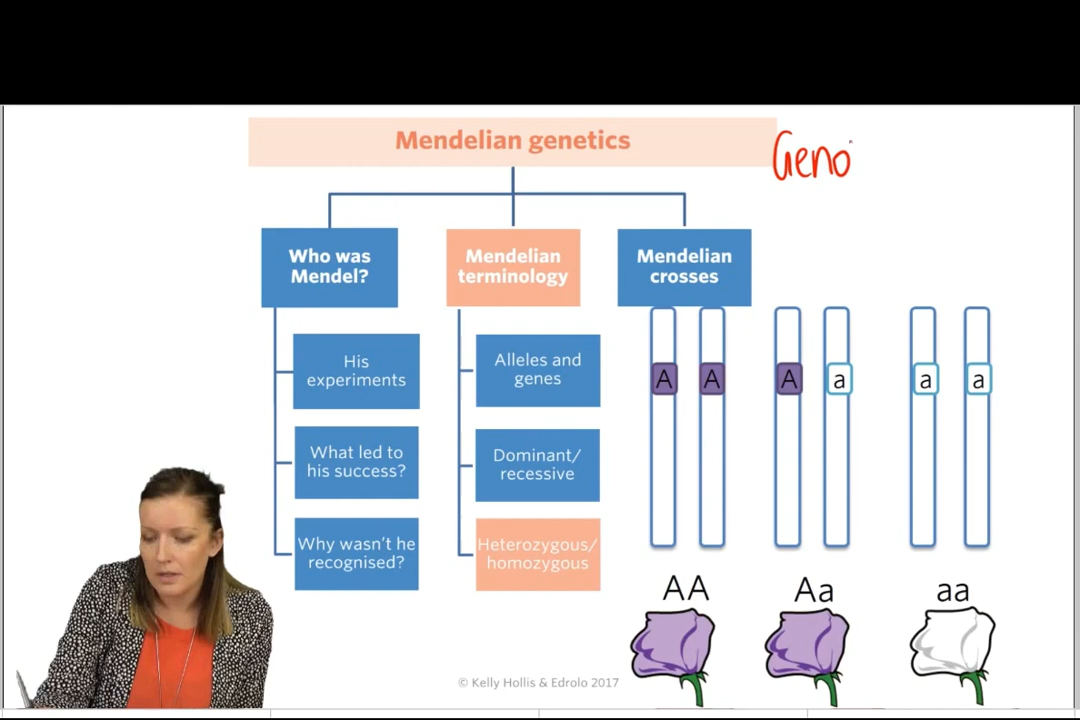 Mendelian genetics
Geno
Who was
Mendel?
Mendelian
terminology
Mendelian
crosses
His
experiments
Alleles and
genes
A
A
A
a
a
a
What led to
his success?
Dominant/
recessive
Why wasn't he
recognised?
Heterozygous/
homozygous
AA
Aa
aa
© Kelly Hollis & Edrolo 2017